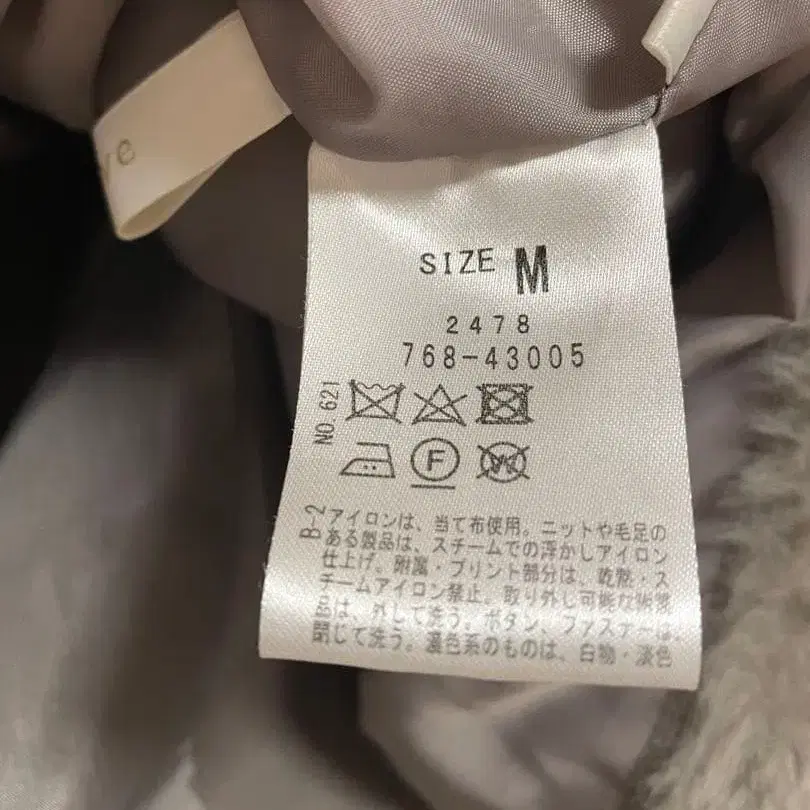 SIZE M
2478
768-43005
NO. 621
F
W
B-2
アイロンは、当て布使用。ニットや毛足の
ある製品は、スチームでの浮かしアイロン
仕上げ。附属・プリント部分は、乾熱・ス
チームアイロン禁止。取り外し可能な附属
品は、外して洗う。ボタン、ファスナーは、
閉じて洗う。濃色系のものは、白物・淡色